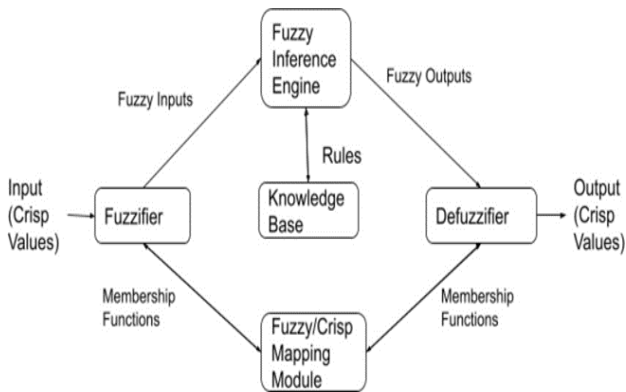 Fuzzy
Inference
Engine
Fuzzy Inputs
Fuzzy Outputs
Rules
Input
(Crisp
Values)
Fuzzifier
Knowledge
Base
Defuzzifier
Output
(Crisp
Values)
Membership
Functions
Fuzzy/Crisp
Mapping
Module
Membership
Functions